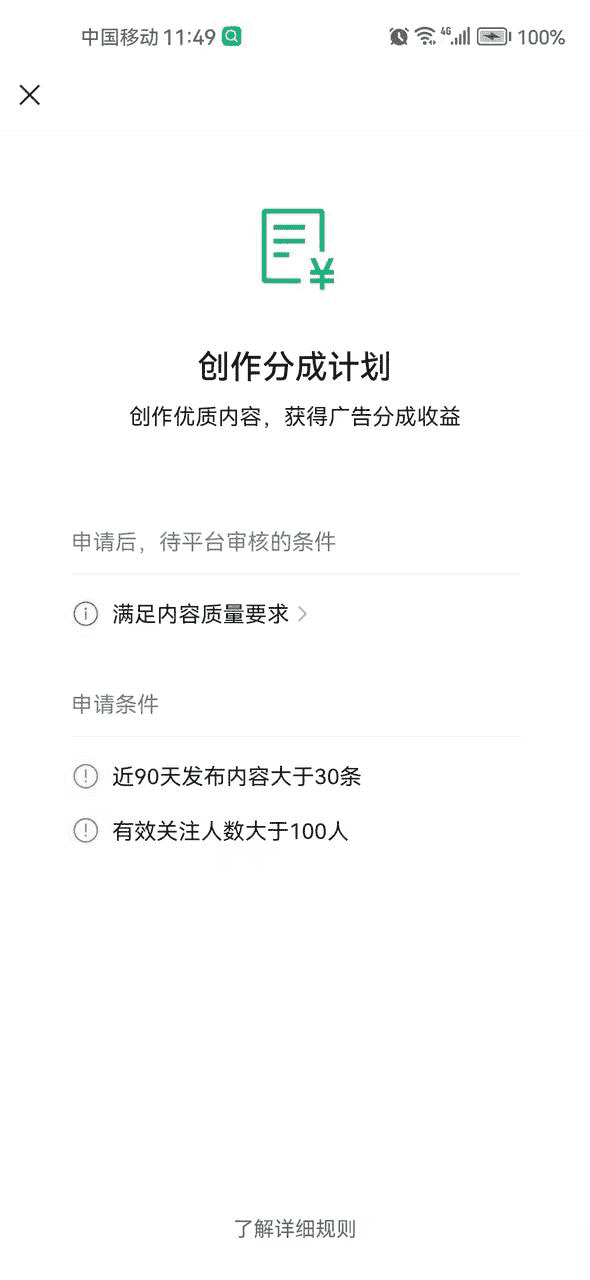 中国移动 11:49 4G 100%
创作分成计划
创作优质内容，获得广告分成收益
申请后，待平台审核的条件
满足内容质量要求
申请条件
近90天发布内容大于30条
有效关注人数大于100人
了解详细规则